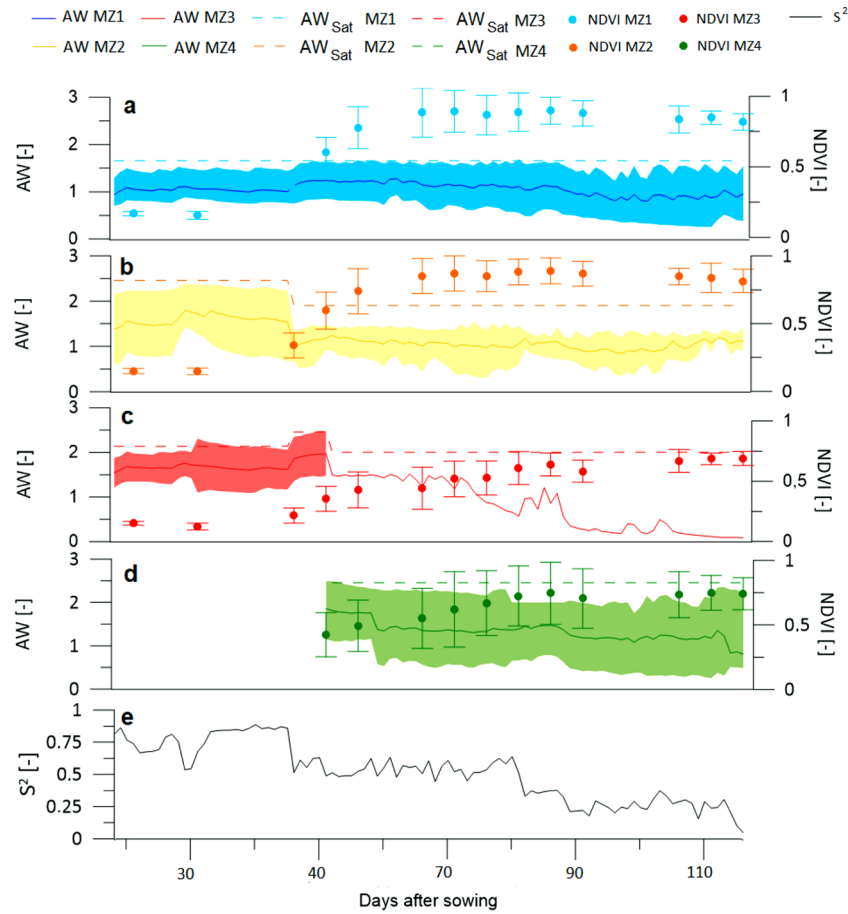 AW MZ1 AW MZ3 AW Sat MZ1 AW Sat MZ3 NDVI MZ1 NDVI MZ3 S²
AW MZ2 AW MZ4 AW Sat MZ2 AW Sat MZ4 NDVI MZ2 NDVI MZ4
a
3 1
2
1 0.5
0 0
AW [-] NDVI [-]
b
3 1
2
1 0.5
0 0
AW [-] NDVI [-]
c
3 1
2
1 0.5
0 0
AW [-] NDVI [-]
d
3 1
2
1 0.5
0 0
AW [-] NDVI [-]
e
1
0.75
0.5
0.25
0
S² [-]
30 40 70 90 110
Days after sowing